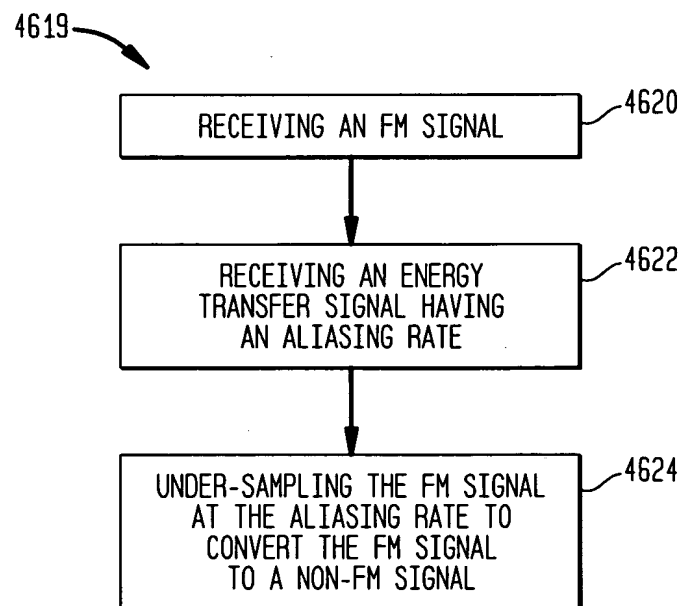 4619
RECEIVING AN FM SIGNAL
4620
RECEIVING AN ENERGY
TRANSFER SIGNAL HAVING
AN ALIASING RATE
4622
UNDER-SAMPLING THE FM SIGNAL
AT THE ALIASING RATE TO
CONVERT THE FM SIGNAL
TO A NON-FM SIGNAL
4624